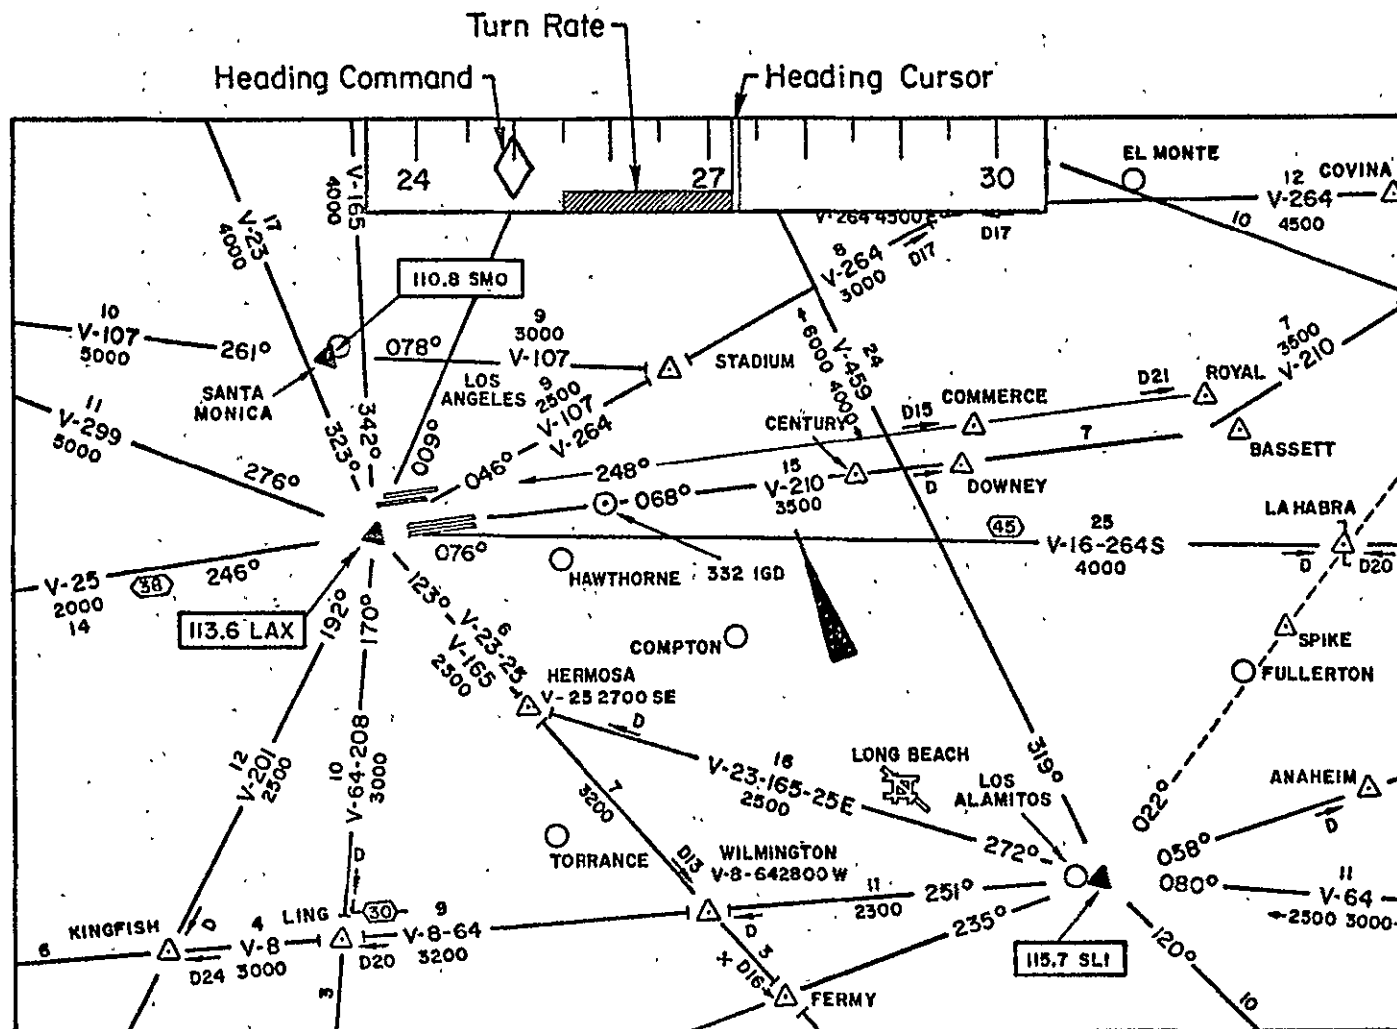 Turn Rate
Heading Command
Heading Cursor
24
27
30
EL MONTE
COVINA
12
V-264
4500
10
17
V-23
4000
V-165
4000
V-264 4500 E
D17
D17
8
V-264
3000
110.8 SMO
10
V-107
5000
261°
078°
9
3000
V-107
STADIUM
SANTA
MONICA
LOS
ANGELES
9
2500
V-107
V-264
6000 4000
24
V-459
7
3500
V-210
ROYAL
D21
COMMERCE
D15
CENTURY
7
BASSETT
11
V-299
5000
276°
323°
342°
009°
046°
248°
068°
15
V-210
3500
D
DOWNEY
LA HABRA
45
25
V-16-264S
4000
D
D20
076°
HAWTHORNE
332 IGD
V-25
2000
14
38
246°
113.6 LAX
192°
170°
123°
6
V-23-25
V-165
2300
COMPTON
SPIKE
FULLERTON
HERMOSA
V-25 2700 SE
D
12
V-201
2500
10
V-64-208
3000
D
7
3200
16
V-23-165-25E
2500
LONG BEACH
LOS
ALAMITOS
319°
022°
ANAHEIM
D
272°
058°
080°
11
V-64
2500 3000
TORRANCE
D13
WILMINGTON
V-8-642800 W
11
251°
2300
D
235°
115.7 SLI
120°
10
KINGFISH
D
6
4
V-8
3000
D24
LING
30
9
V-8-64
3200
D20
3
3
D16
FERMY